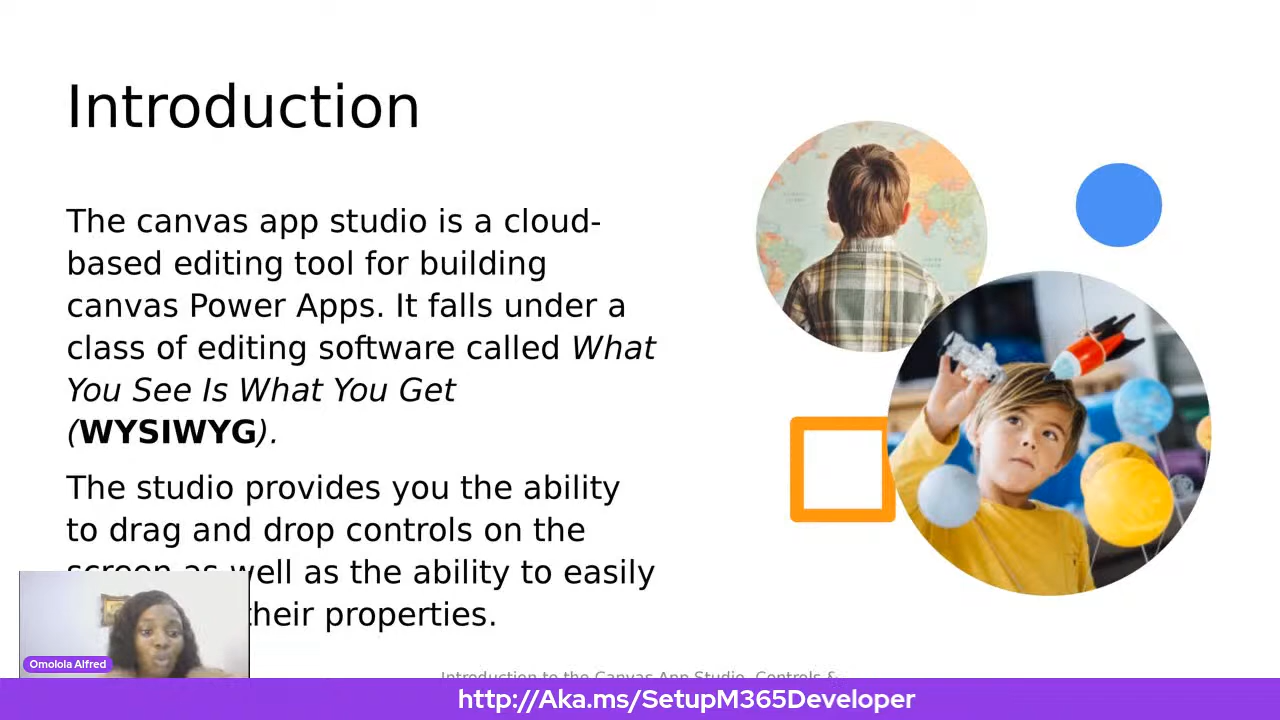 Introduction
The canvas app studio is a cloud-
based editing tool for building
canvas Power Apps. It falls under a
class of editing software called What
You See Is What You Get
(WYSIWYG).
The studio provides you the ability
to drag and drop controls on the
screen as well as the ability to easily
their properties.
Omolola Alfred
Introduction to the Canvas App Studio, Controls &
http://Aka.ms/SetupM365Developer